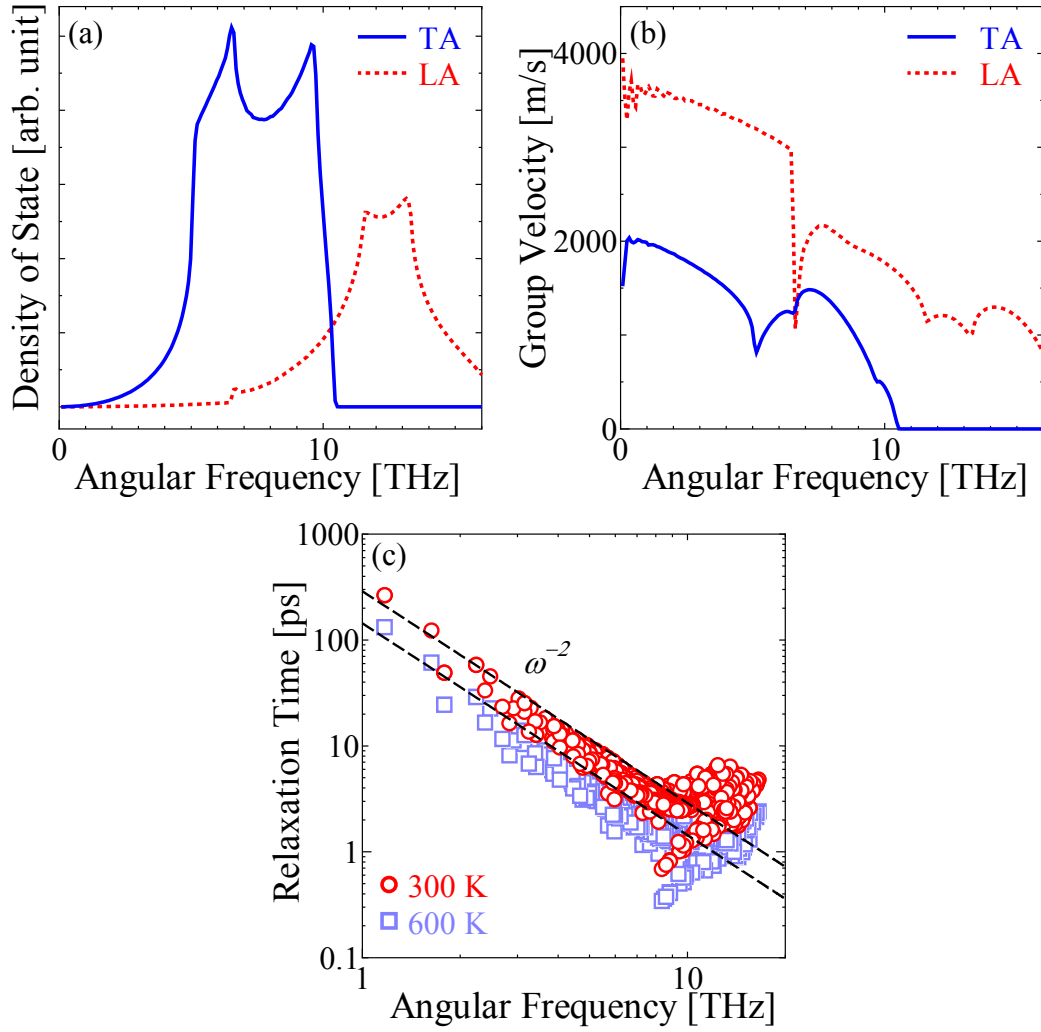 (a)
TA
LA
Density of State [arb. unit]
0
10
Angular Frequency [THz]
(b)
TA
LA
Group Velocity [m/s]
4000
2000
0
0
10
Angular Frequency [THz]
(c)
ω⁻²
Relaxation Time [ps]
1000
100
10
1
0.1
300 K
600 K
1
10
Angular Frequency [THz]